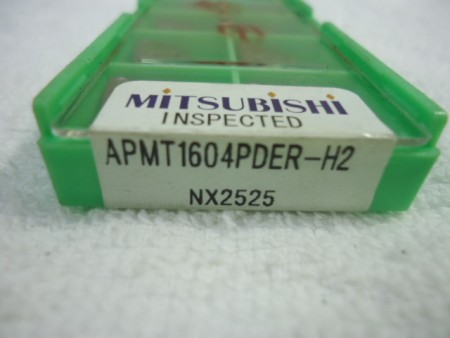 MITSUBISHI
INSPECTED
APMT1604PDER-H2
NX2525